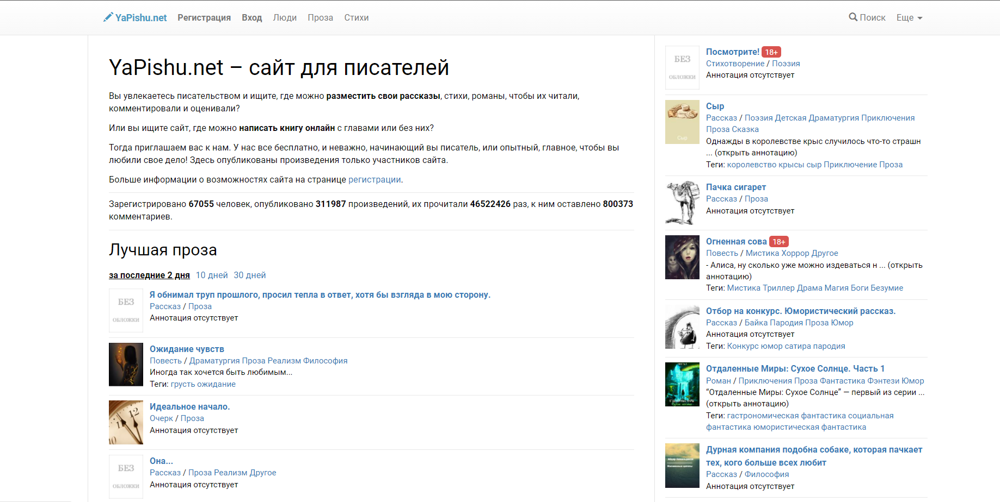 YaPishu.net Регистрация Вход Люди Проза Стихи Поиск Еще
YaPishu.net – сайт для писателей
Вы увлекаетесь писательством и ищите, где можно разместить свои рассказы, стихи, романы, чтобы их читали,
комментировали и оценивали?
Или вы ищите сайт, где можно написать книгу онлайн с главами или без них?
Тогда приглашаем вас к нам. У нас все бесплатно, и неважно, начинающий вы писатель, или опытный, главное, чтобы вы
любили свое дело! Здесь опубликованы произведения только участников сайта.
Больше информации о возможностях сайта на странице регистрации.
Зарегистрировано 67055 человек, опубликовано 311987 произведений, их прочитали 46522426 раз, к ним оставлено 800373
комментариев.
Лучшая проза
за последние 2 дня 10 дней 30 дней
БЕЗ
ОБЛОЖКИ
Я обнимал труп прошлого, просил тепла в ответ, хотя бы взгляда в мою сторону.
Рассказ / Проза
Аннотация отсутствует
Ожидание чувств
Повесть / Драматургия Проза Реализм Философия
Иногда так хочется быть любимым...
Теги: грусть ожидание
12
11
10
Идеальное начало.
Очерк / Проза
Аннотация отсутствует
БЕЗ
ОБЛОЖКИ
Она...
Рассказ / Проза Реализм Другое
Аннотация отсутствует
БЕЗ
ОБЛОЖКИ
Посмотрите! 18+
Стихотворение / Поэзия
Аннотация отсутствует
Сыр
Сыр
Рассказ / Поэзия Детская Драматургия Приключения
Проза Сказка
Однажды в королевстве крыс случилось что-то страшн
... (открыть аннотацию)
Теги: королевство крысы сыр Приключение Проза
Пачка сигарет
Рассказ / Проза
Аннотация отсутствует
Огненная сова 18+
Повесть / Мистика Хоррор Другое
- Алиса, ну сколько уже можно издеваться н ... (открыть
аннотацию)
Теги: Мистика Триллер Драма Магия Боги Безумие
Отбор на конкурс. Юмористический рассказ.
Рассказ / Байка Пародия Проза Юмор
Аннотация отсутствует
Теги: Конкурс юмор сатира пародия
Отдаленные Миры: Сухое Солнце. Часть 1
Роман / Приключения Проза Фантастика Фэнтези Юмор
“Отдаленные Миры: Сухое Солнце” — первый из серии ...
(открыть аннотацию)
Теги: гастрономическая фантастика социальная
фантастика юмористическая фантастика
Дурная компания подобна собаке, которая пачкает
тех, кого больше всех любит
Рассказ / Философия
Аннотация отсутствует